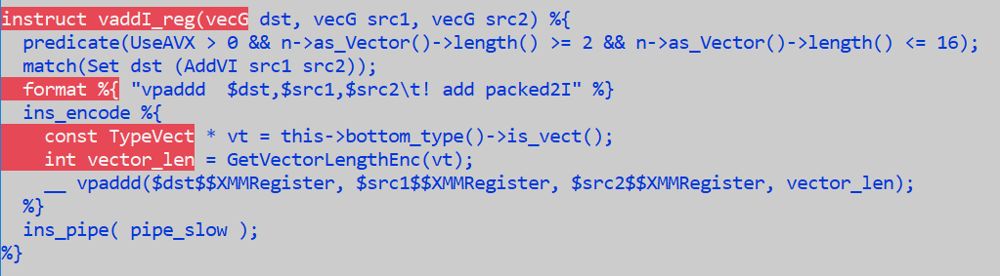 instruct vaddI_reg(vecG dst, vecG src1, vecG src2) %{
  predicate(UseAVX > 0 && n->as_Vector()->length() >= 2 && n->as_Vector()->length() <= 16);
  match(Set dst (AddVI src1 src2));
  format %{ "vpaddd  $dst,$src1,$src2\t! add packed2I" %}
  ins_encode %{
    const TypeVect * vt = this->bottom_type()->is_vect();
    int vector_len = GetVectorLengthEnc(vt);
    __ vpaddd($dst$$XMMRegister, $src1$$XMMRegister, $src2$$XMMRegister, vector_len);
  %}
  ins_pipe( pipe_slow );
%}